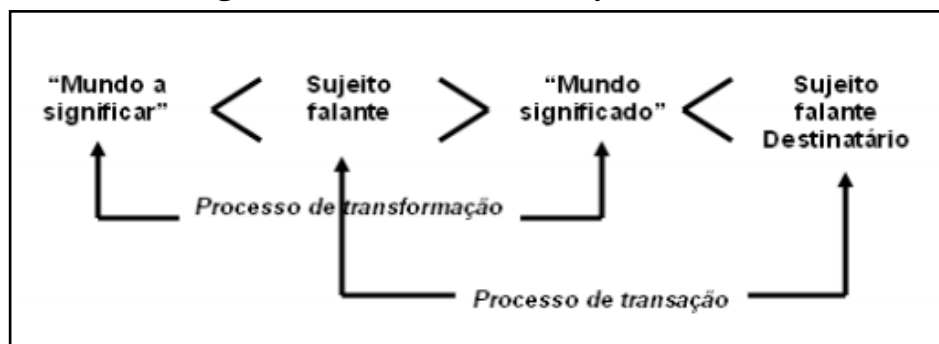 “Mundo a
significar”
Sujeito
falante
“Mundo
significado”
Sujeito
falante
Destinatário
Processo de transformação
Processo de transação